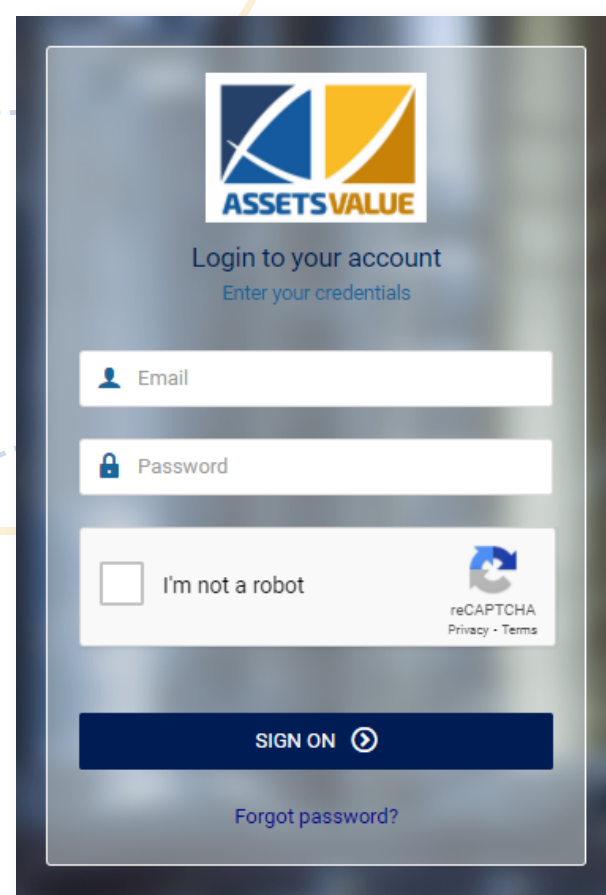 ASSETSVALUE
Login to your account
Enter your credentials
Email
Password
I'm not a robot
reCAPTCHA
Privacy - Terms
SIGN ON
Forgot password?